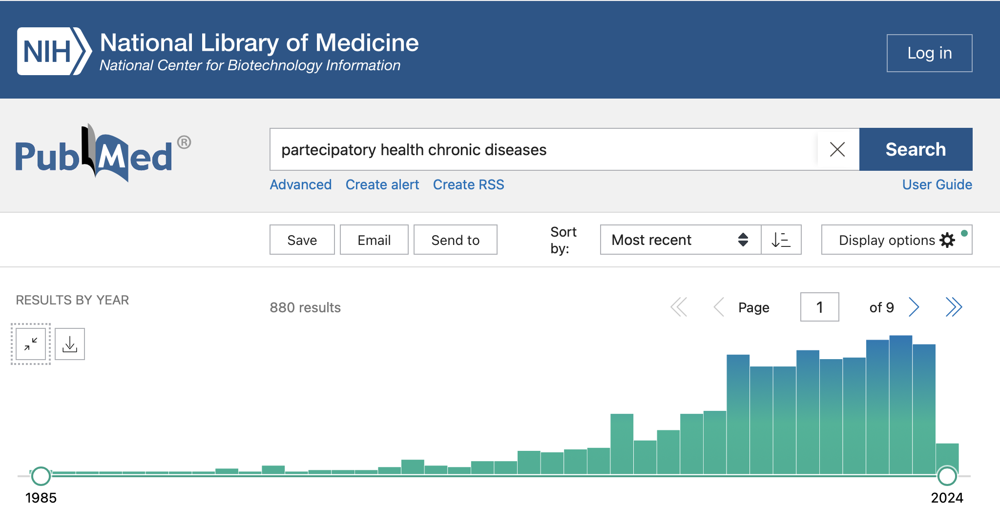 NIH National Library of Medicine
National Center for Biotechnology Information
Log in
PubMed®
partecipatory health chronic diseases
Search
Advanced Create alert Create RSS User Guide
Save Email Send to Sort by: Most recent Display options
RESULTS BY YEAR
880 results Page 1 of 9
1985 2024